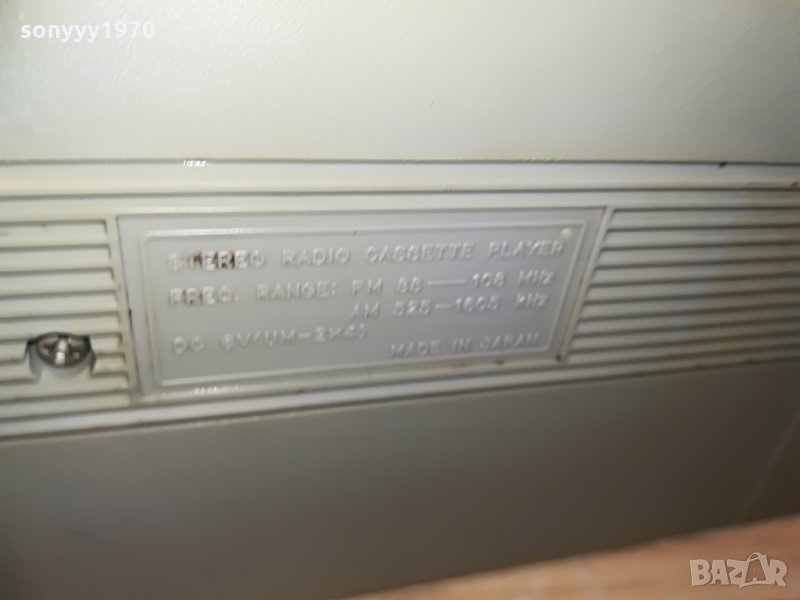 sonyyy1970
STEREO RADIO CASSETTE PLAYER
FREQ. RANGE: FM 88—108 MHz
AM 525—1605 kHz
DC 6V(UM-2×4)
MADE IN JAPAN
BAZAR